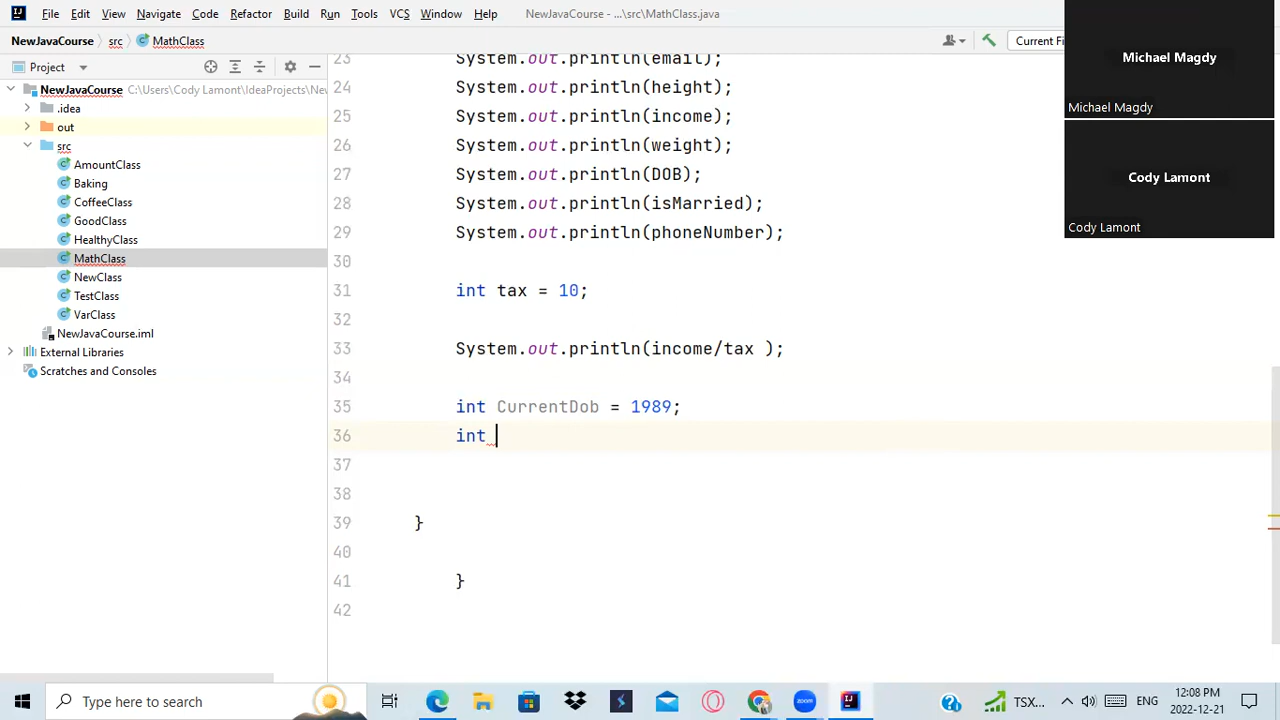 File Edit View Navigate Code Refactor Build Run Tools VCS Window Help NewJavaCourse - ...\src\MathClass.java
NewJavaCourse src MathClass Current Fi
Project
NewJavaCourse C:\Users\Cody Lamont\IdeaProjects\Nev
.idea
out
src
AmountClass
Baking
CoffeeClass
GoodClass
HealthyClass
MathClass
NewClass
TestClass
VarClass
NewJavaCourse.iml
External Libraries
Scratches and Consoles
23 System.out.println(email);
24 System.out.println(height);
25 System.out.println(income);
26 System.out.println(weight);
27 System.out.println(DOB);
28 System.out.println(isMarried);
29 System.out.println(phoneNumber);
30
31 int tax = 10;
32
33 System.out.println(income/tax );
34
35 int CurrentDob = 1989;
36 int
37
38
39 }
40
41 }
42
Michael Magdy
Michael Magdy
Cody Lamont
Cody Lamont
Type here to search
zoom
TSX...
ENG
12:08 PM
2022-12-21